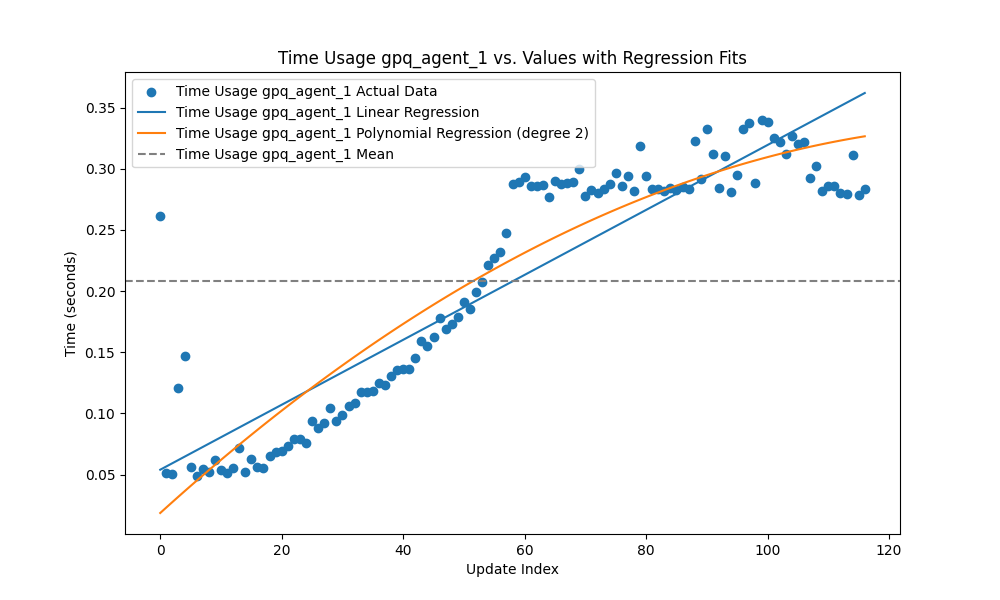 Time Usage gpq_agent_1 vs. Values with Regression Fits
Time Usage gpq_agent_1 Actual Data
Time Usage gpq_agent_1 Linear Regression
Time Usage gpq_agent_1 Polynomial Regression (degree 2)
Time Usage gpq_agent_1 Mean
Time (seconds)
0.35
0.30
0.25
0.20
0.15
0.10
0.05
0 20 40 60 80 100 120
Update Index